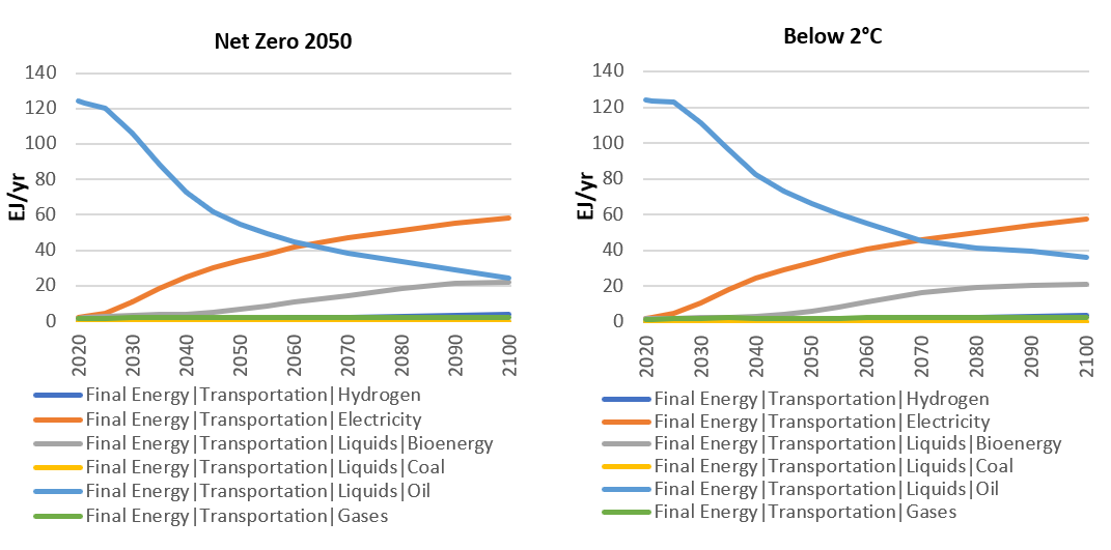 Net Zero 2050
140
120
100
80
60
40
20
0
EJ/yr
2020
2030
2040
2050
2060
2070
2080
2090
2100
Final Energy|Transportation|Hydrogen
Final Energy|Transportation|Electricity
Final Energy|Transportation|Liquids|Bioenergy
Final Energy|Transportation|Liquids|Coal
Final Energy|Transportation|Liquids|Oil
Final Energy|Transportation|Gases
Below 2°C
140
120
100
80
60
40
20
0
EJ/yr
2020
2030
2040
2050
2060
2070
2080
2090
2100
Final Energy|Transportation|Hydrogen
Final Energy|Transportation|Electricity
Final Energy|Transportation|Liquids|Bioenergy
Final Energy|Transportation|Liquids|Coal
Final Energy|Transportation|Liquids|Oil
Final Energy|Transportation|Gases